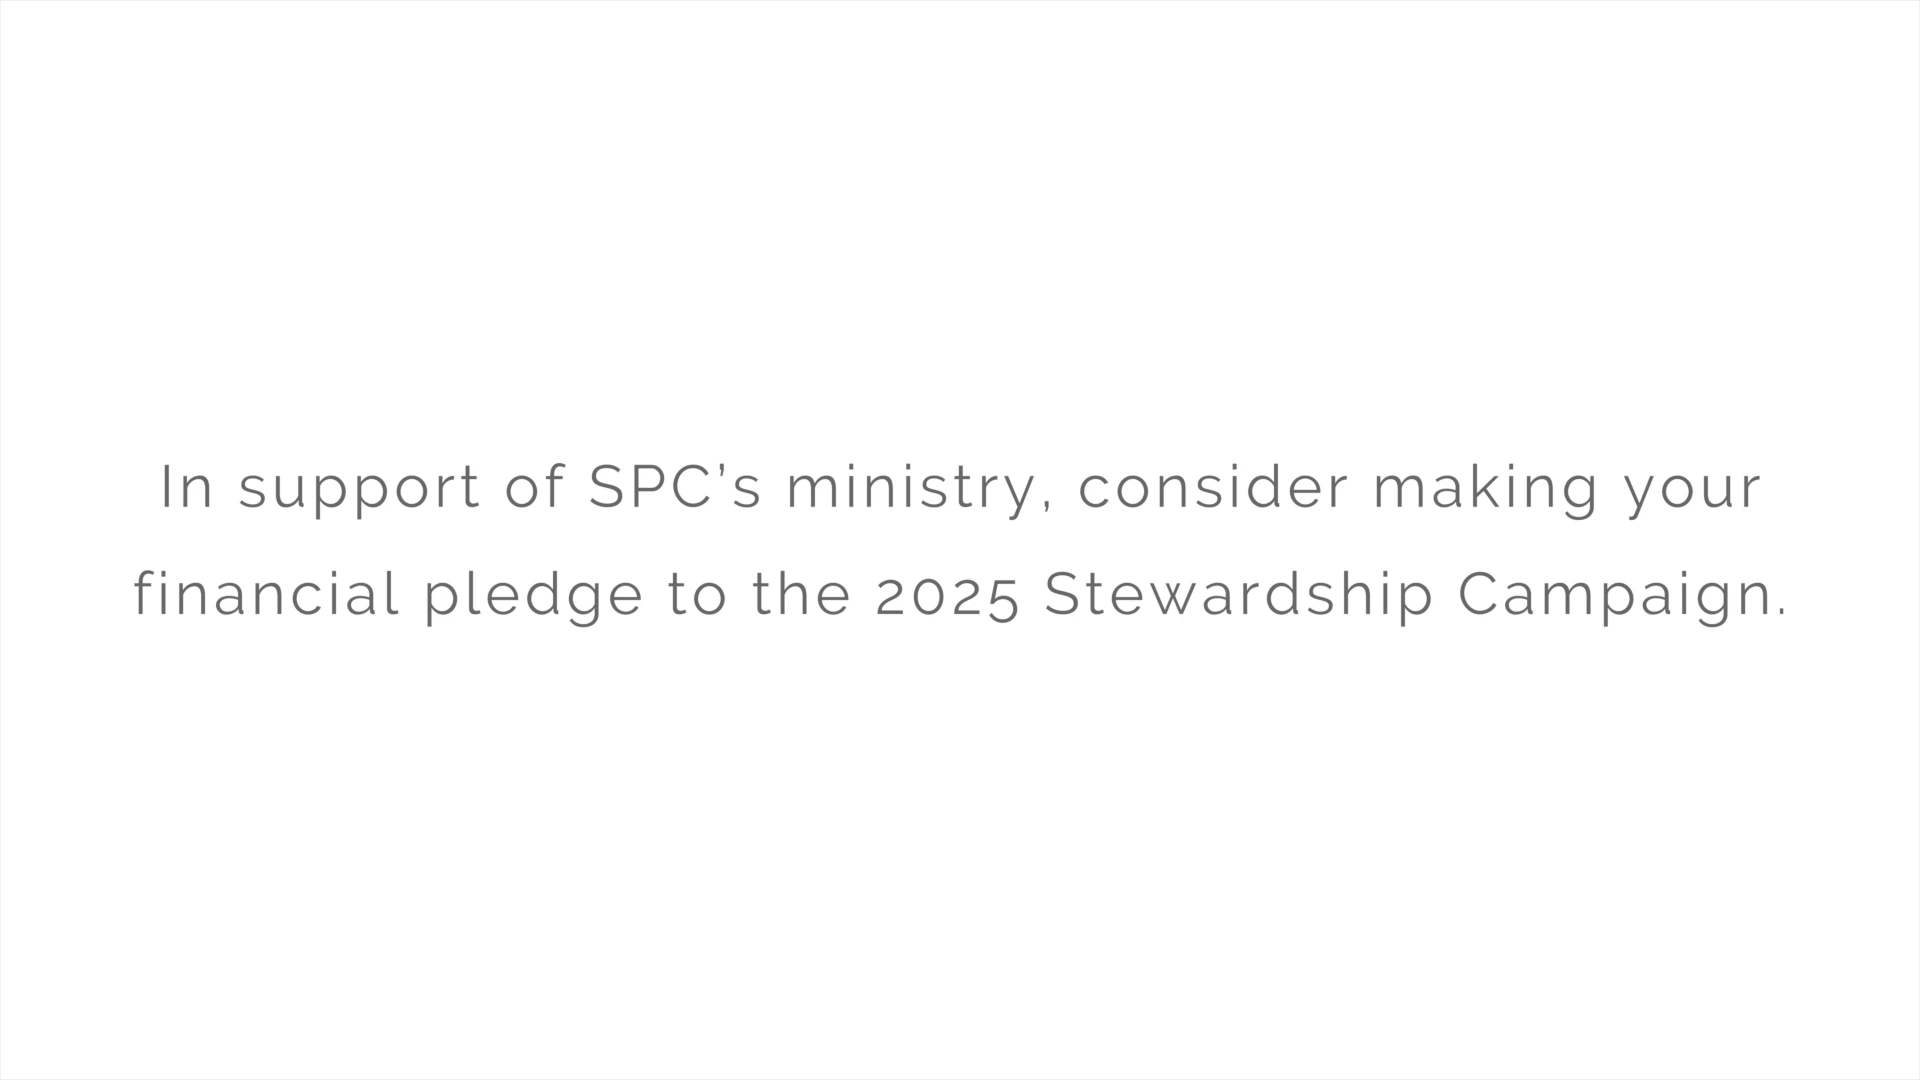 In support of SPC’s ministry, consider making your
financial pledge to the 2025 Stewardship Campaign.